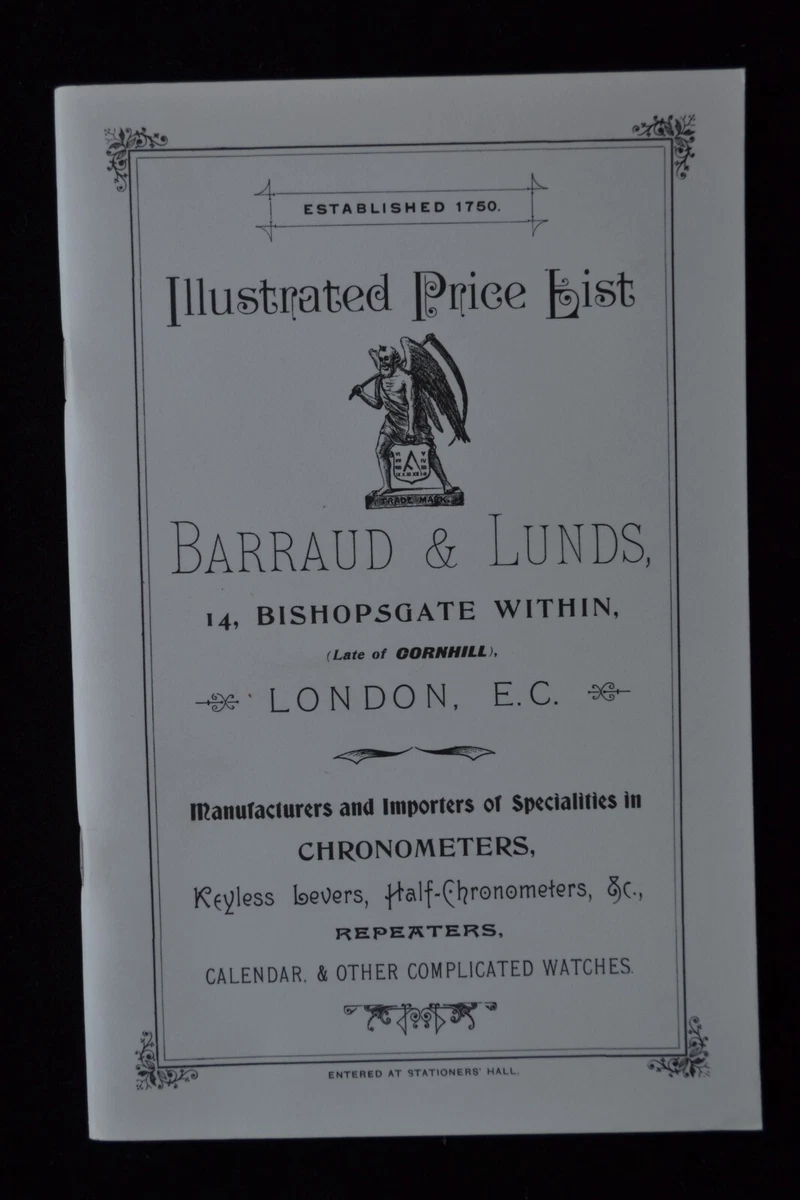 ESTABLISHED 1750.
Illustrated Price List
TRADE MARK.
BARRAUD & LUNDS,
14, BISHOPSGATE WITHIN,
(Late of CORNHILL),
LONDON, E.C.
Manufacturers and Importers of Specialities in
CHRONOMETERS,
Keyless Levers, Half-Chronometers, &c.,
REPEATERS,
CALENDAR, & OTHER COMPLICATED WATCHES.
ENTERED AT STATIONERS' HALL.